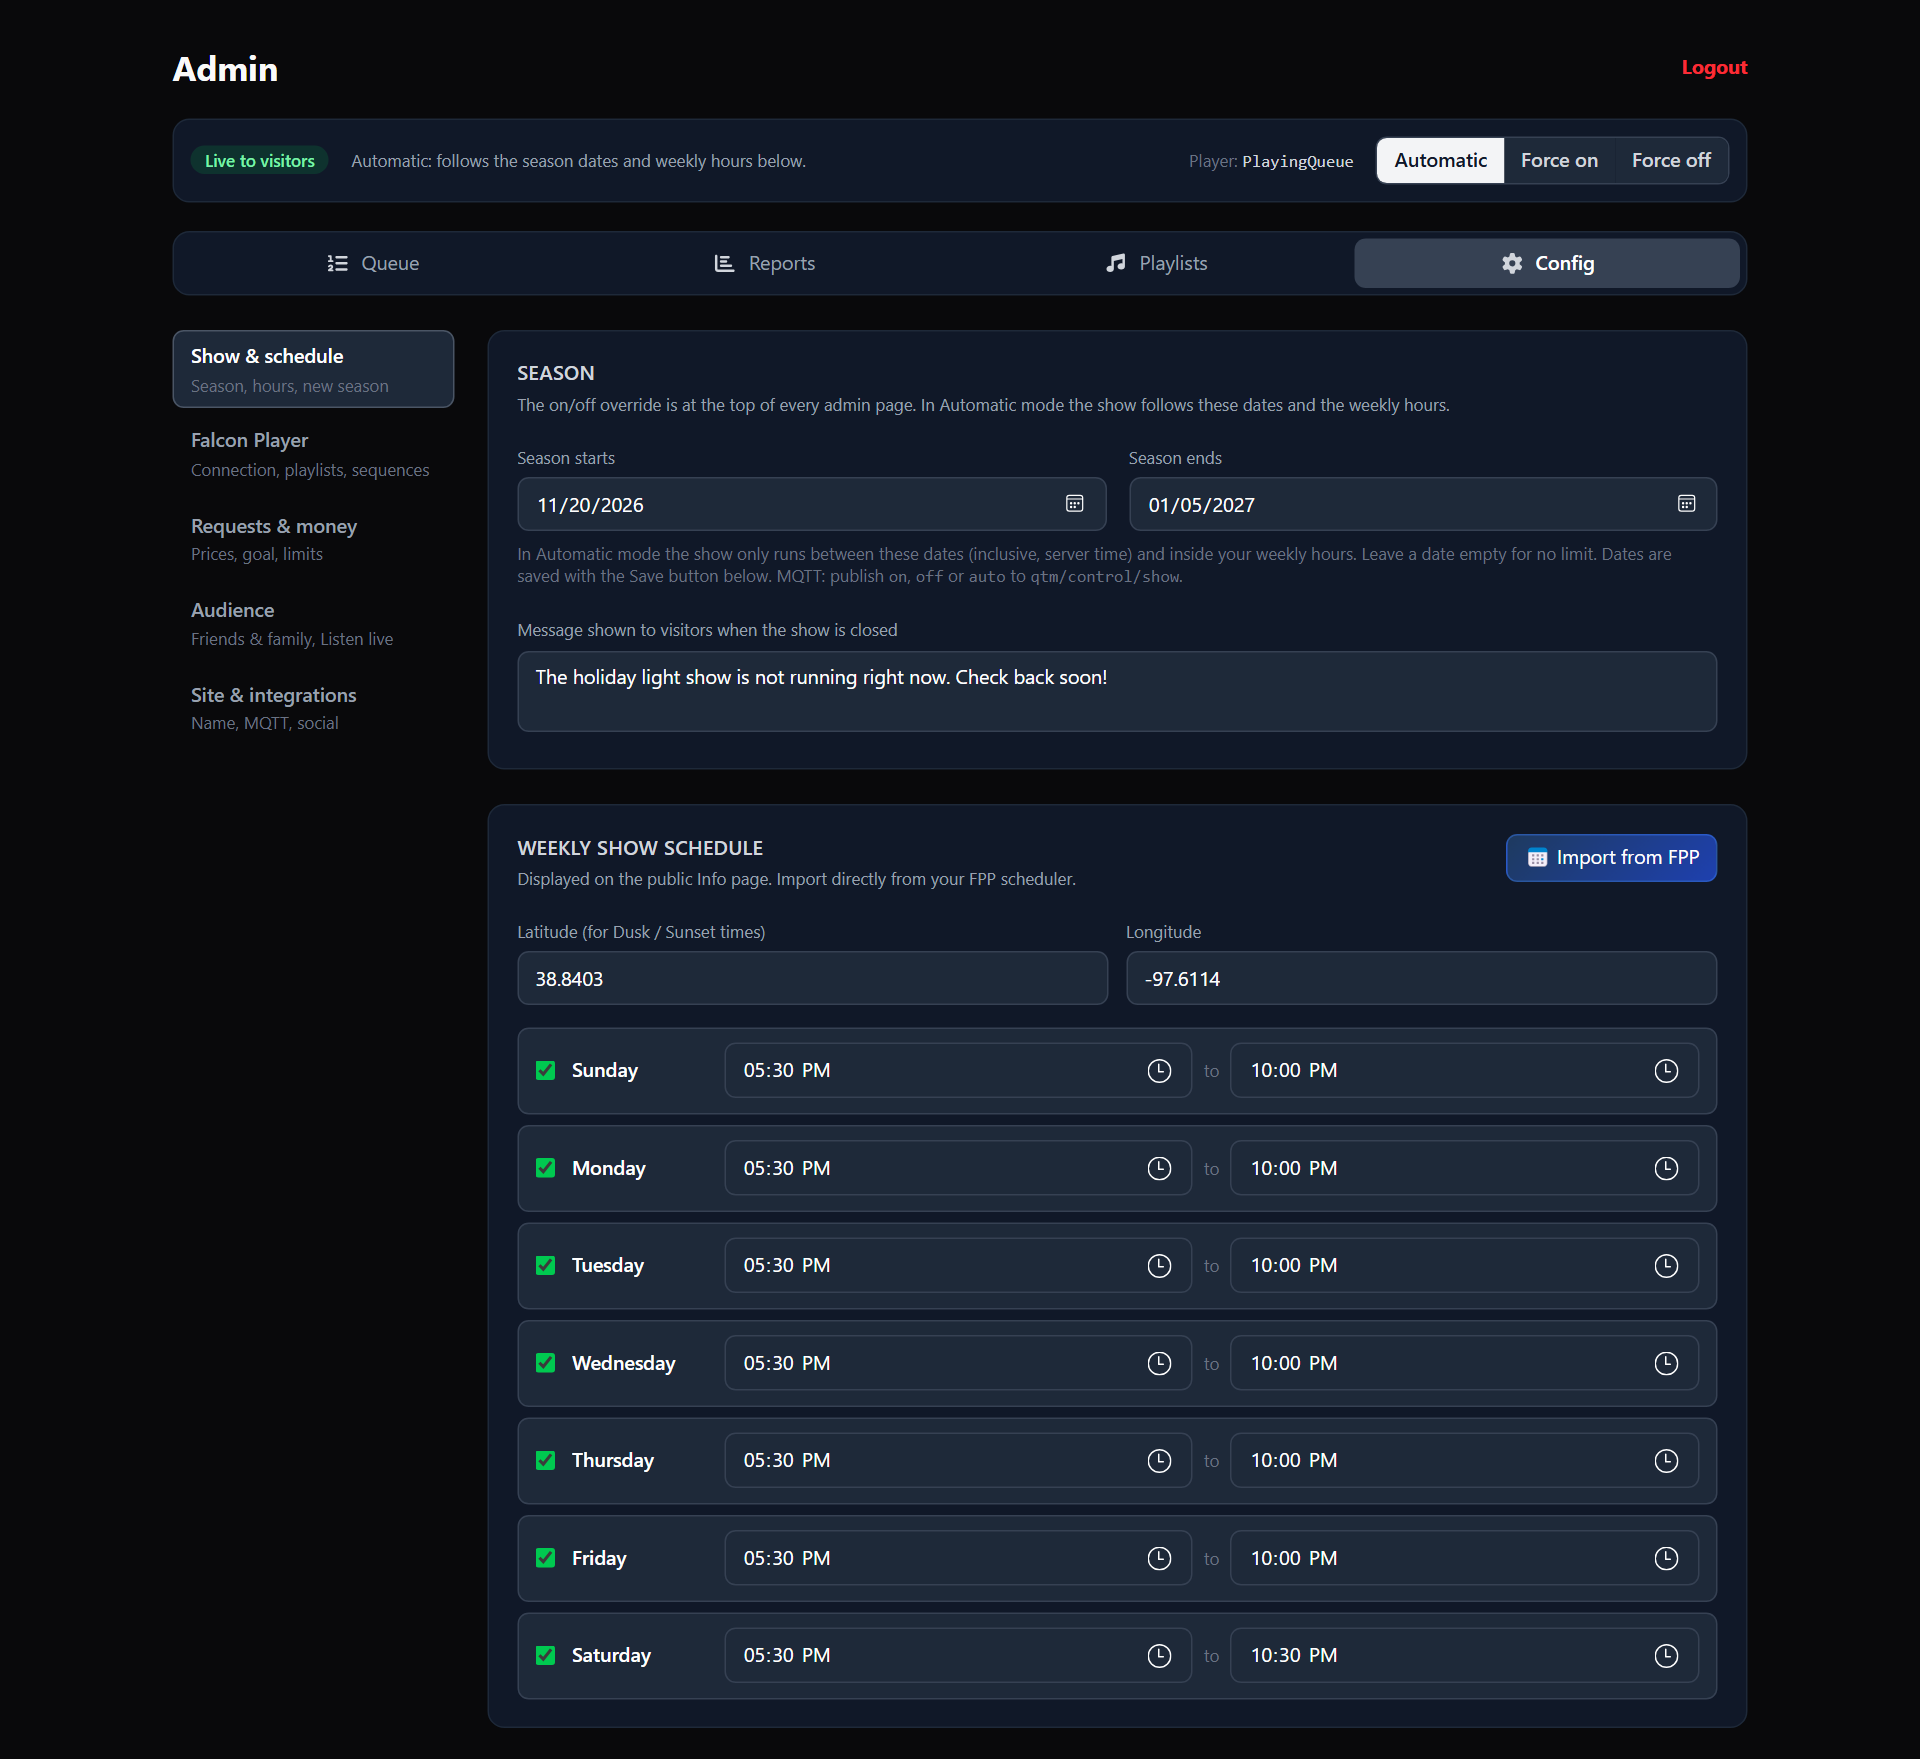 Admin
Logout
Live to visitors
Automatic: follows the season dates and weekly hours below.
Player: PlayingQueue
Automatic
Force on
Force off
Queue
Reports
Playlists
Config
Show & schedule
Season, hours, new season
Falcon Player
Connection, playlists, sequences
Requests & money
Prices, goal, limits
Audience
Friends & family, Listen live
Site & integrations
Name, MQTT, social
SEASON
The on/off override is at the top of every admin page. In Automatic mode the show follows these dates and the weekly hours.
Season starts
Season ends
11/20/2026
01/05/2027
In Automatic mode the show only runs between these dates (inclusive, server time) and inside your weekly hours. Leave a date empty for no limit. Dates are
saved with the Save button below. MQTT: publish on, off or auto to qtm/control/show.
Message shown to visitors when the show is closed
The holiday light show is not running right now. Check back soon!
WEEKLY SHOW SCHEDULE
Displayed on the public Info page. Import directly from your FPP scheduler.
Import from FPP
Latitude (for Dusk / Sunset times)
Longitude
38.8403
-97.6114
Sunday 05:30 PM to 10:00 PM
Monday 05:30 PM to 10:00 PM
Tuesday 05:30 PM to 10:00 PM
Wednesday 05:30 PM to 10:00 PM
Thursday 05:30 PM to 10:00 PM
Friday 05:30 PM to 10:00 PM
Saturday 05:30 PM to 10:30 PM